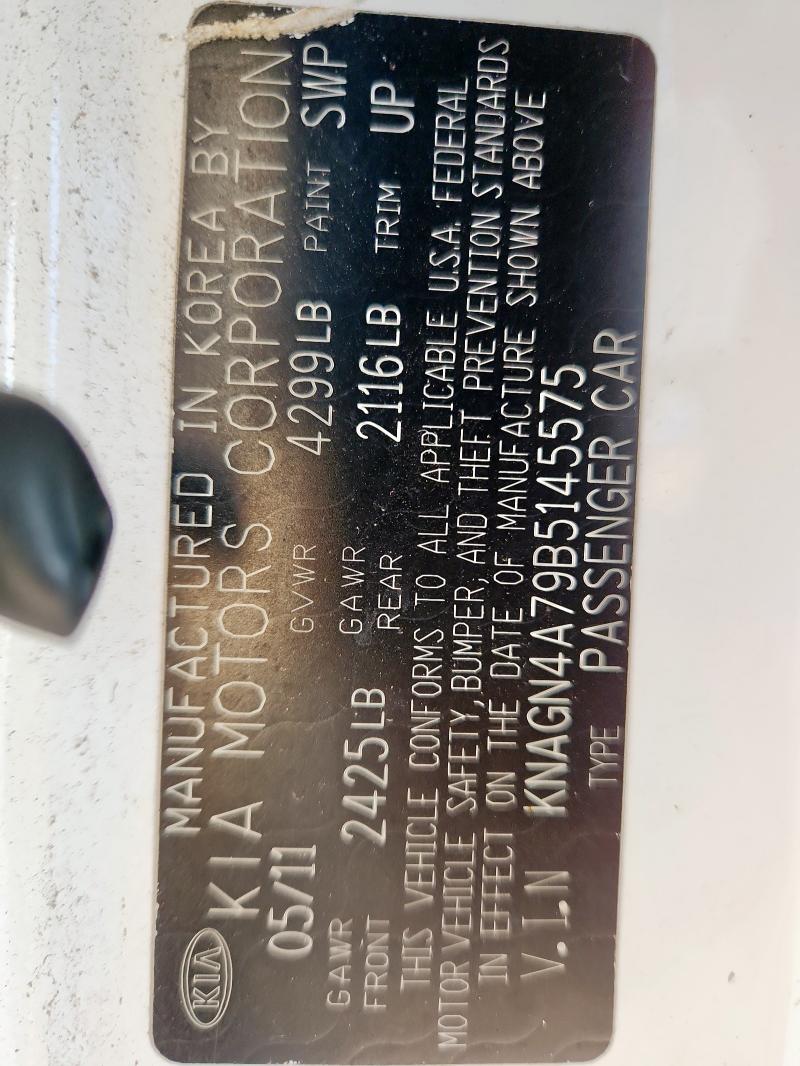 MANUFACTURED IN KOREA BY
KIA KIA MOTORS CORPORATION
05/11 GVWR 4299LB PAINT SWP
GAWR FRONT 2425LB GAWR REAR 2116LB TRIM UP
THIS VEHICLE CONFORMS TO ALL APPLICABLE U.S.A. FEDERAL
MOTOR VEHICLE SAFETY, BUMPER, AND THEFT PREVENTION STANDARDS
IN EFFECT ON THE DATE OF MANUFACTURE SHOWN ABOVE
V.I.N KNAGN4A79B5145575
TYPE PASSENGER CAR